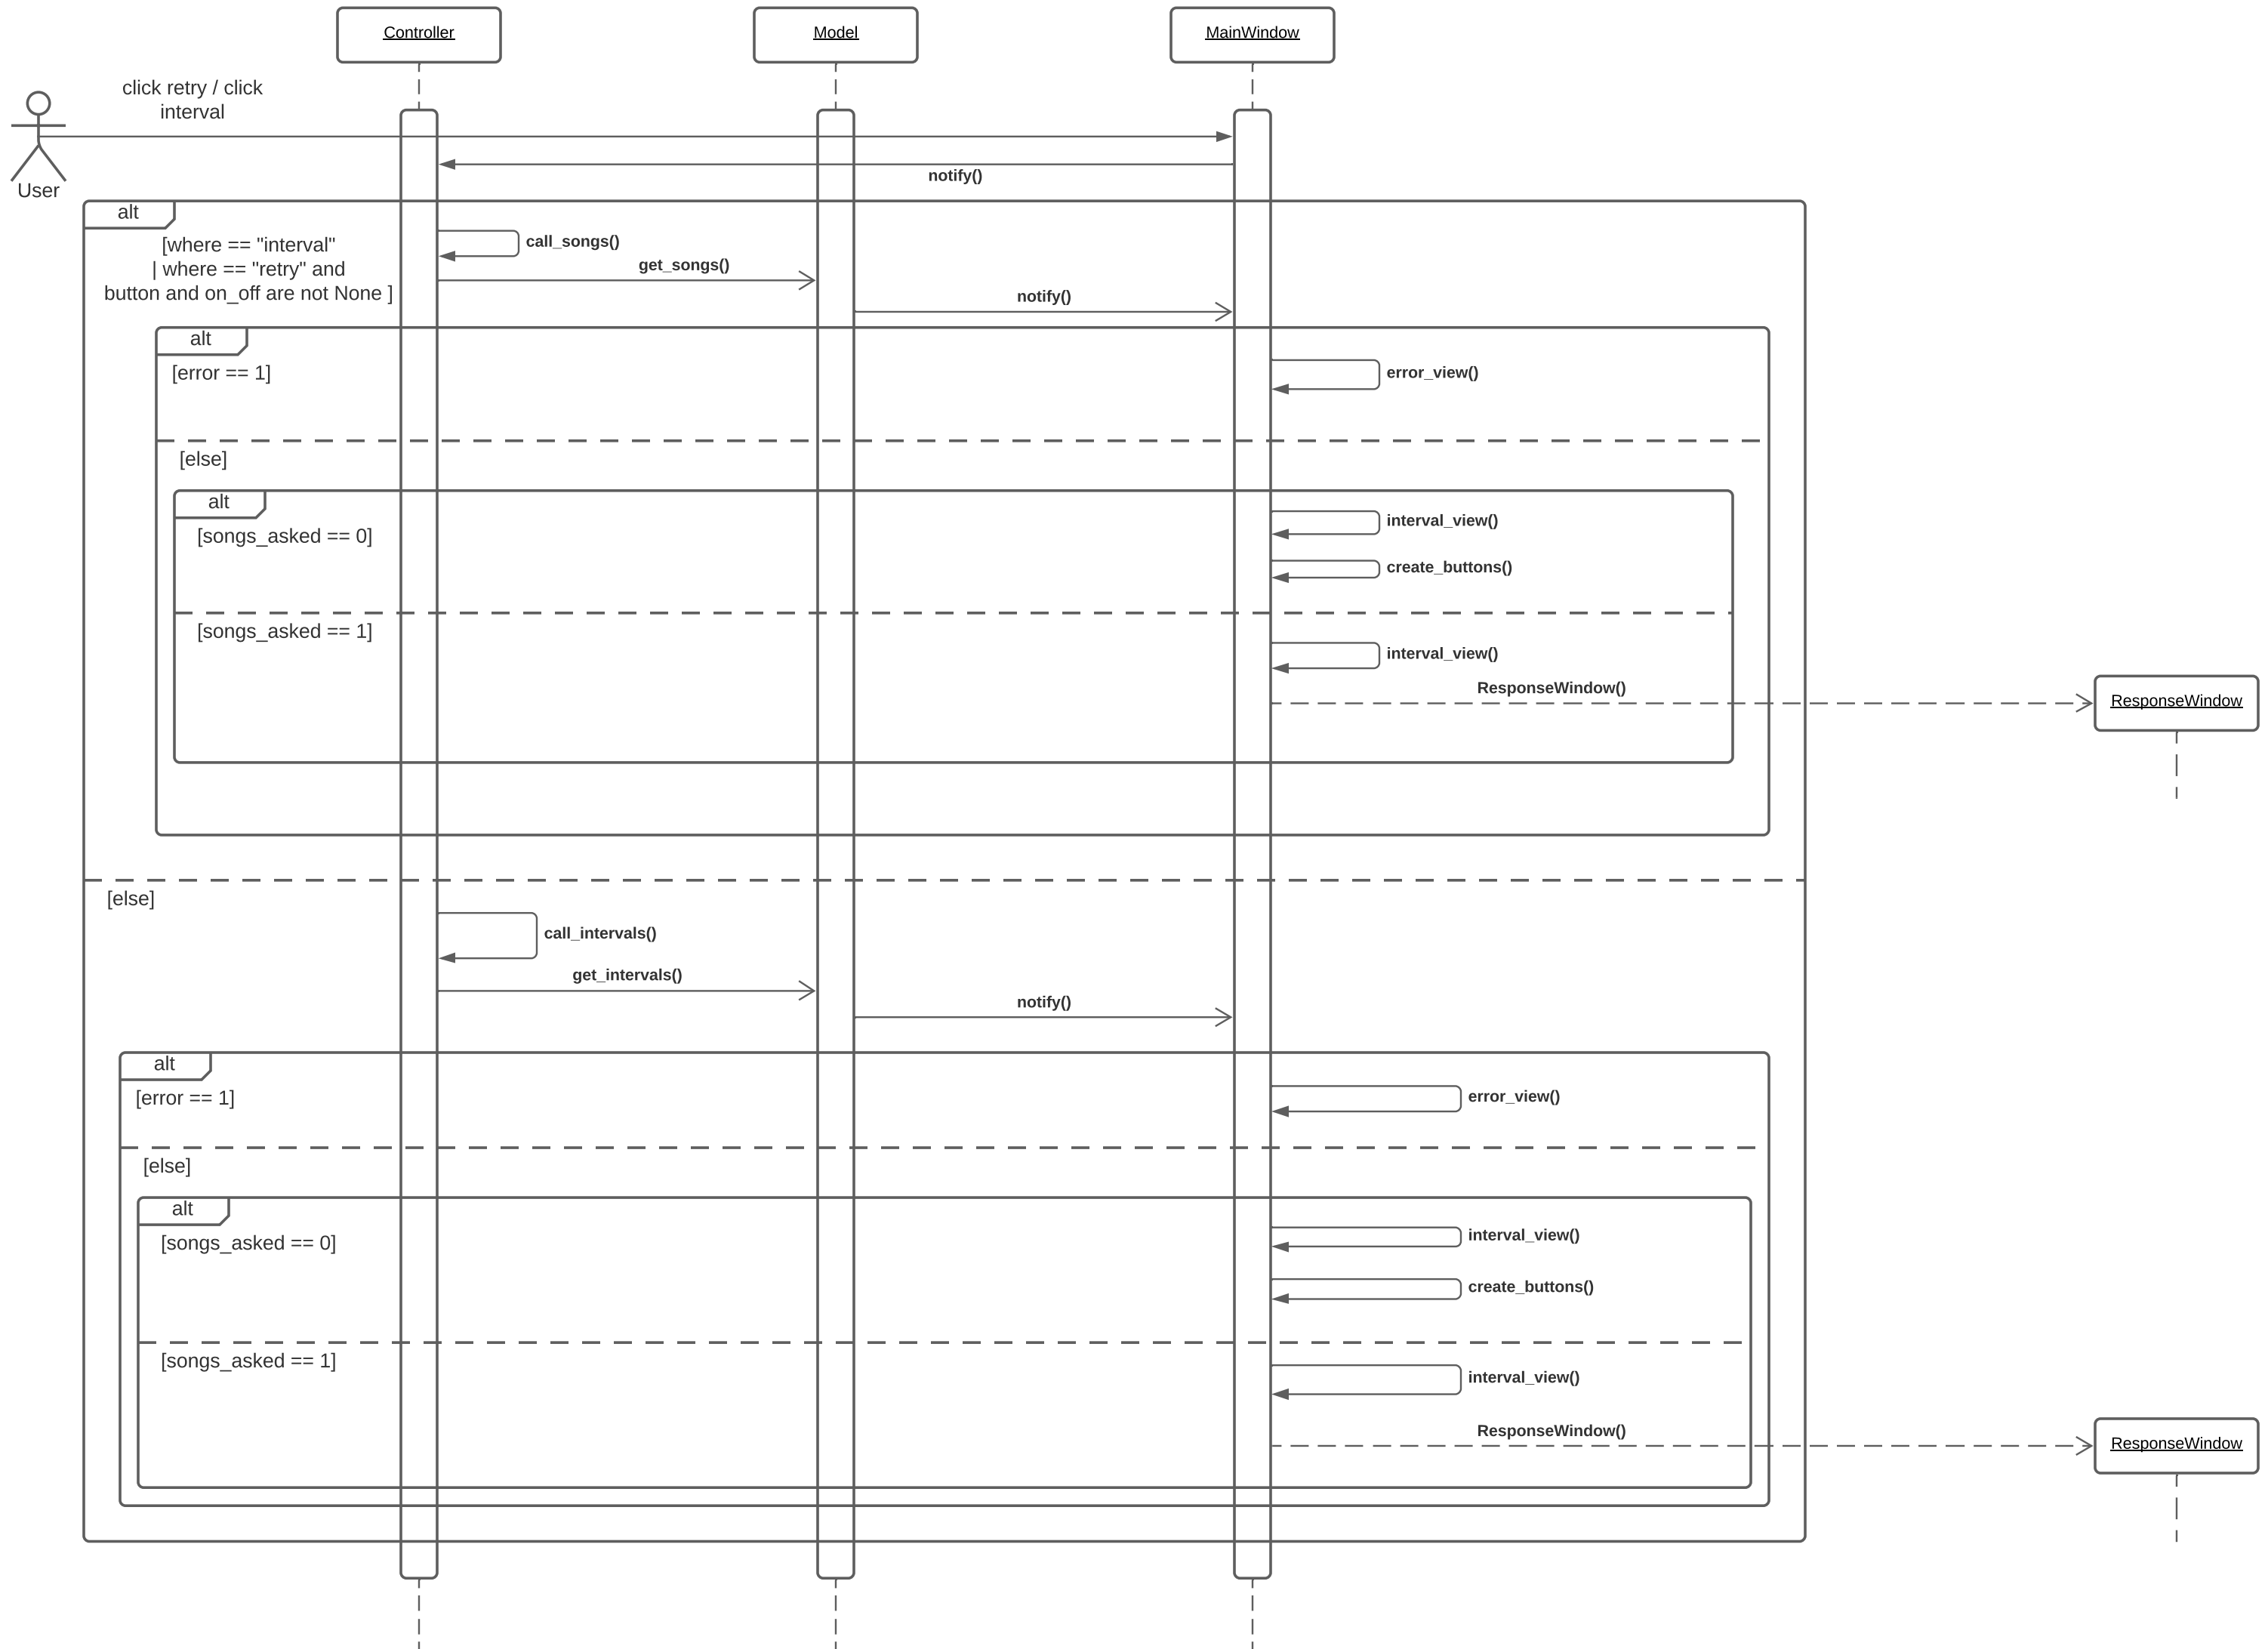 Controller
Model
MainWindow
click retry / click
interval
User
notify()
alt
[where == "interval"
| where == "retry" and
button and on_off are not None ]
call_songs()
get_songs()
notify()
alt
[error == 1]
error_view()
[else]
alt
[songs_asked == 0]
interval_view()
create_buttons()
[songs_asked == 1]
interval_view()
ResponseWindow()
ResponseWindow
[else]
call_intervals()
get_intervals()
notify()
alt
[error == 1]
error_view()
[else]
alt
[songs_asked == 0]
interval_view()
create_buttons()
[songs_asked == 1]
interval_view()
ResponseWindow()
ResponseWindow